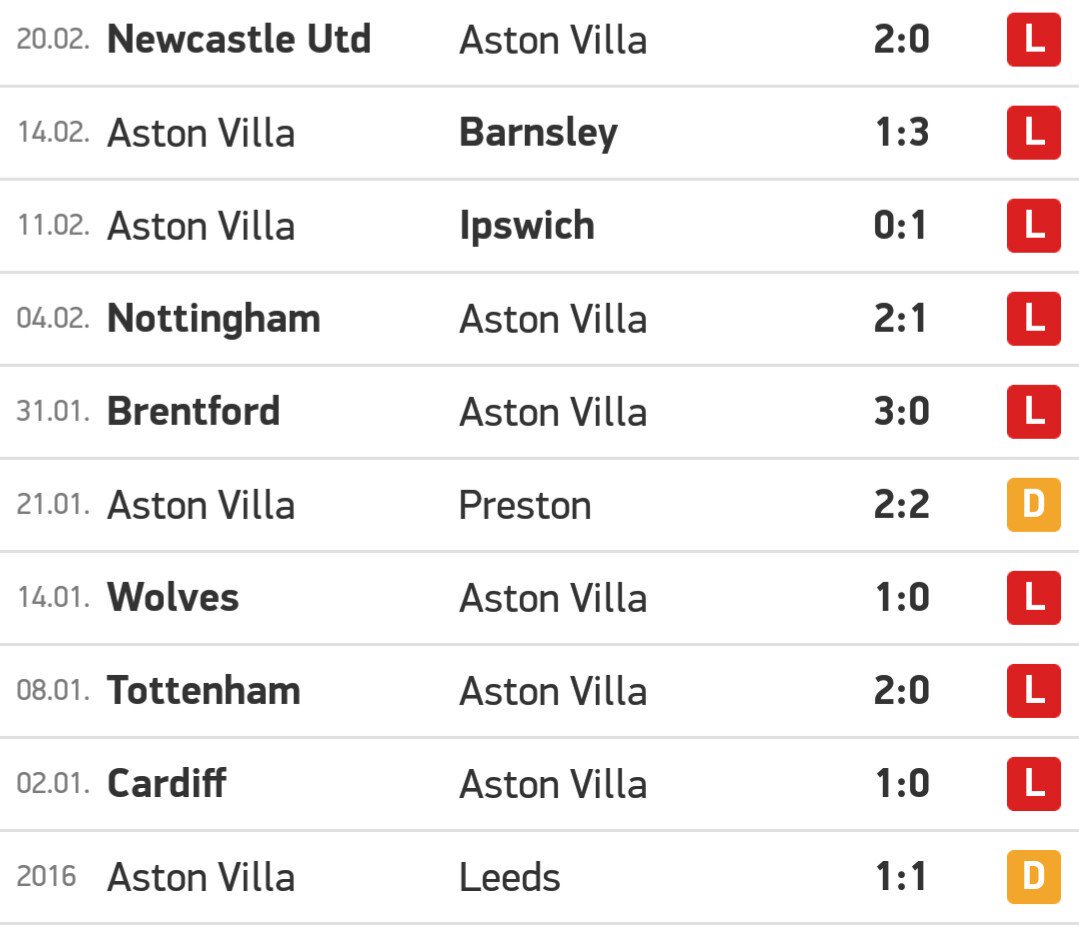 20.02. Newcastle Utd Aston Villa 2:0 L
14.02. Aston Villa Barnsley 1:3 L
11.02. Aston Villa Ipswich 0:1 L
04.02. Nottingham Aston Villa 2:1 L
31.01. Brentford Aston Villa 3:0 L
21.01. Aston Villa Preston 2:2 D
14.01. Wolves Aston Villa 1:0 L
08.01. Tottenham Aston Villa 2:0 L
02.01. Cardiff Aston Villa 1:0 L
2016 Aston Villa Leeds 1:1 D